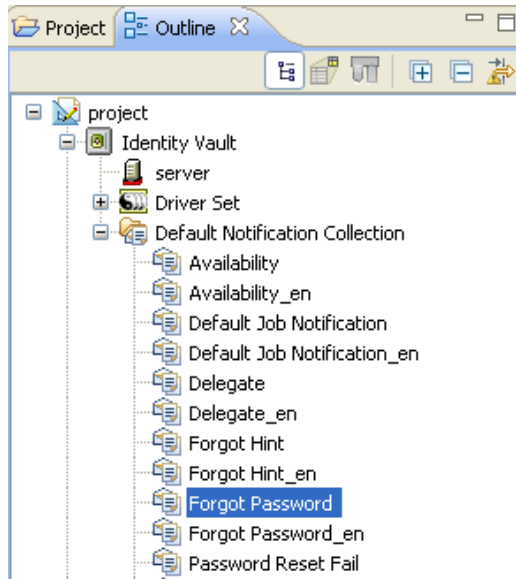 Project Outline
project
Identity Vault
server
Driver Set
Default Notification Collection
Availability
Availability_en
Default Job Notification
Default Job Notification_en
Delegate
Delegate_en
Forgot Hint
Forgot Hint_en
Forgot Password
Forgot Password_en
Password Reset Fail